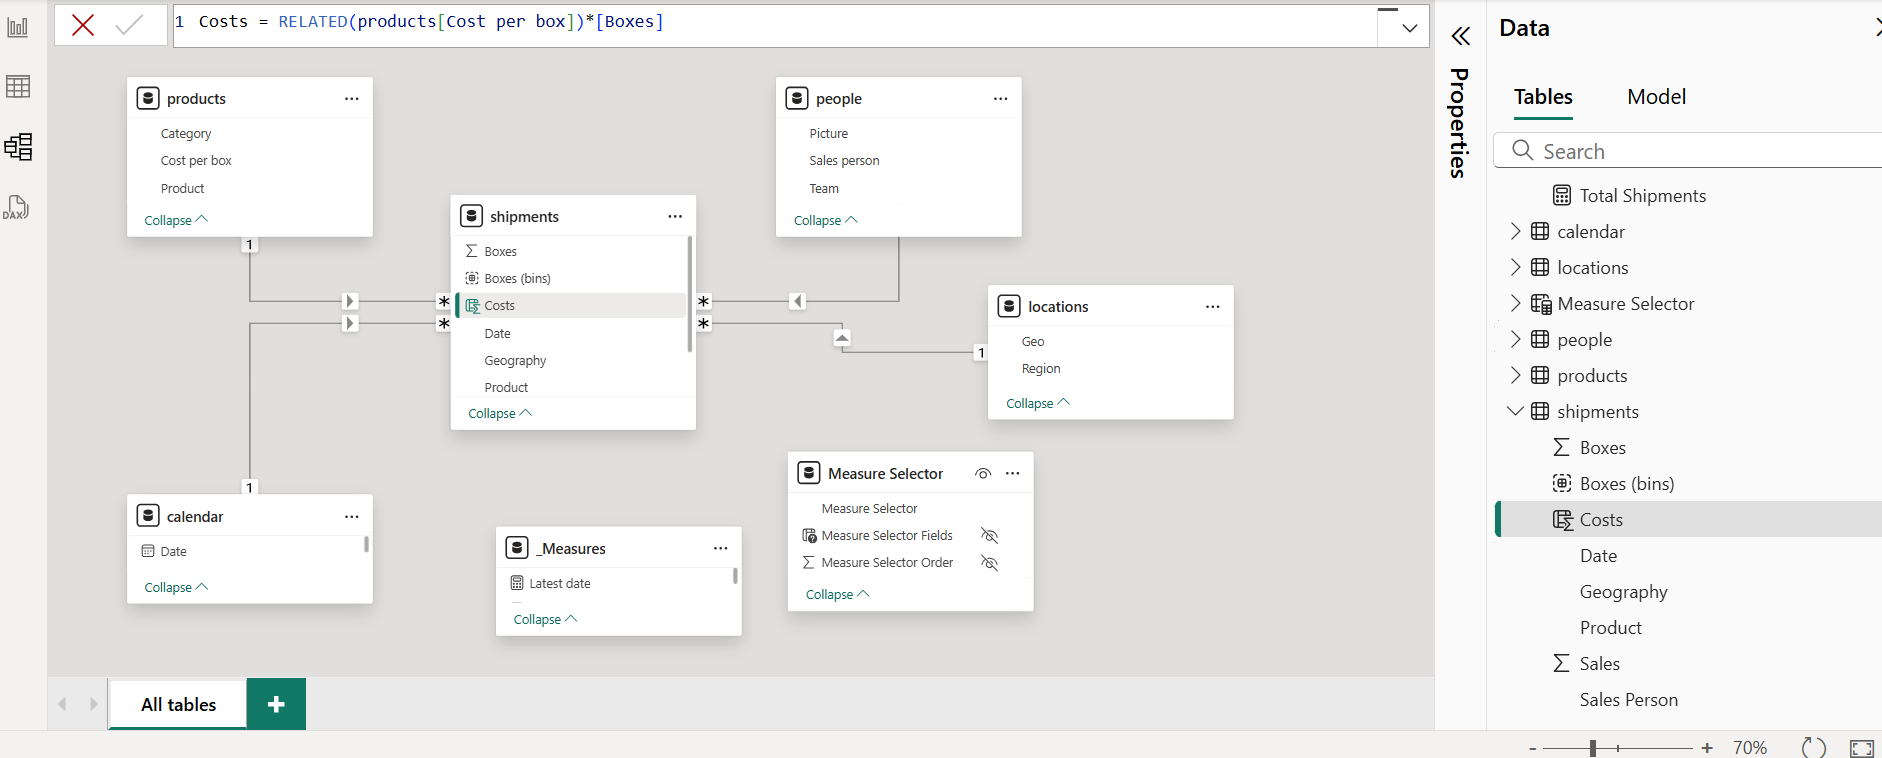 1 Costs = RELATED(products[Cost per box])*[Boxes]
products
Category
Cost per box
Product
Collapse
1
people
Picture
Sales person
Team
Collapse
shipments
Boxes
Boxes (bins)
Costs
Date
Geography
Product
Collapse
*
*
*
*
locations
Geo
Region
Collapse
1
1
calendar
Date
Collapse
_Measures
Latest date
Collapse
Measure Selector
Measure Selector
Measure Selector Fields
Measure Selector Order
Collapse
All tables
+
DAX
Properties
Data
Tables Model
Search
Total Shipments
calendar
locations
Measure Selector
people
products
shipments
Boxes
Boxes (bins)
Costs
Date
Geography
Product
Sales
Sales Person
- + 70%